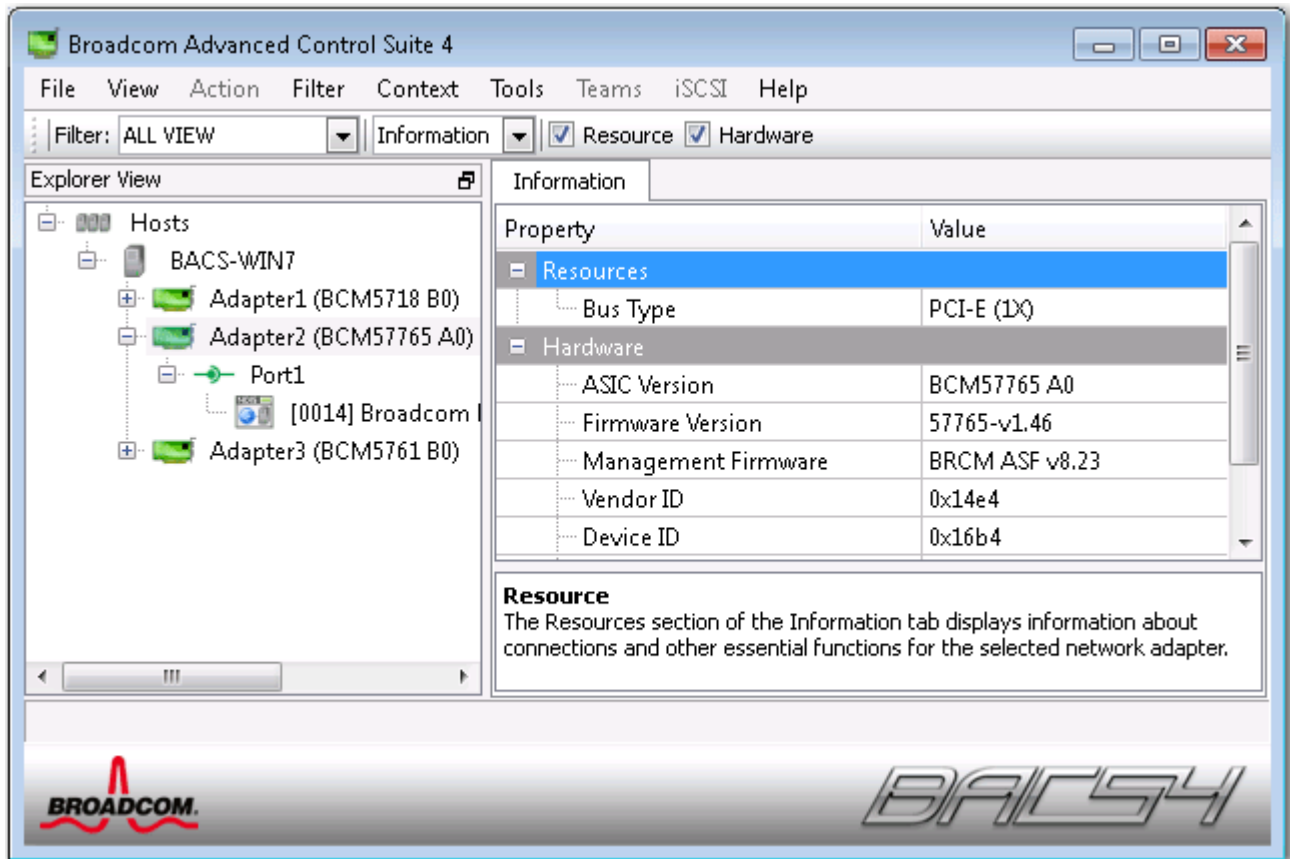 Broadcom Advanced Control Suite 4
File View Action Filter Context Tools Teams iSCSI Help
Filter: ALL VIEW Information Resource Hardware
Explorer View
Information
Hosts
BACS-WIN7
Adapter1 (BCM5718 B0)
Adapter2 (BCM57765 A0)
Port1
[0014] Broadcom
Adapter3 (BCM5761 B0)
Property Value
Resources
Bus Type PCI-E (1X)
Hardware
ASIC Version BCM57765 A0
Firmware Version 57765-v1.46
Management Firmware BRCM ASF v8.23
Vendor ID 0x14e4
Device ID 0x16b4
Resource
The Resources section of the Information tab displays information about
connections and other essential functions for the selected network adapter.
BROADCOM.
BACS4